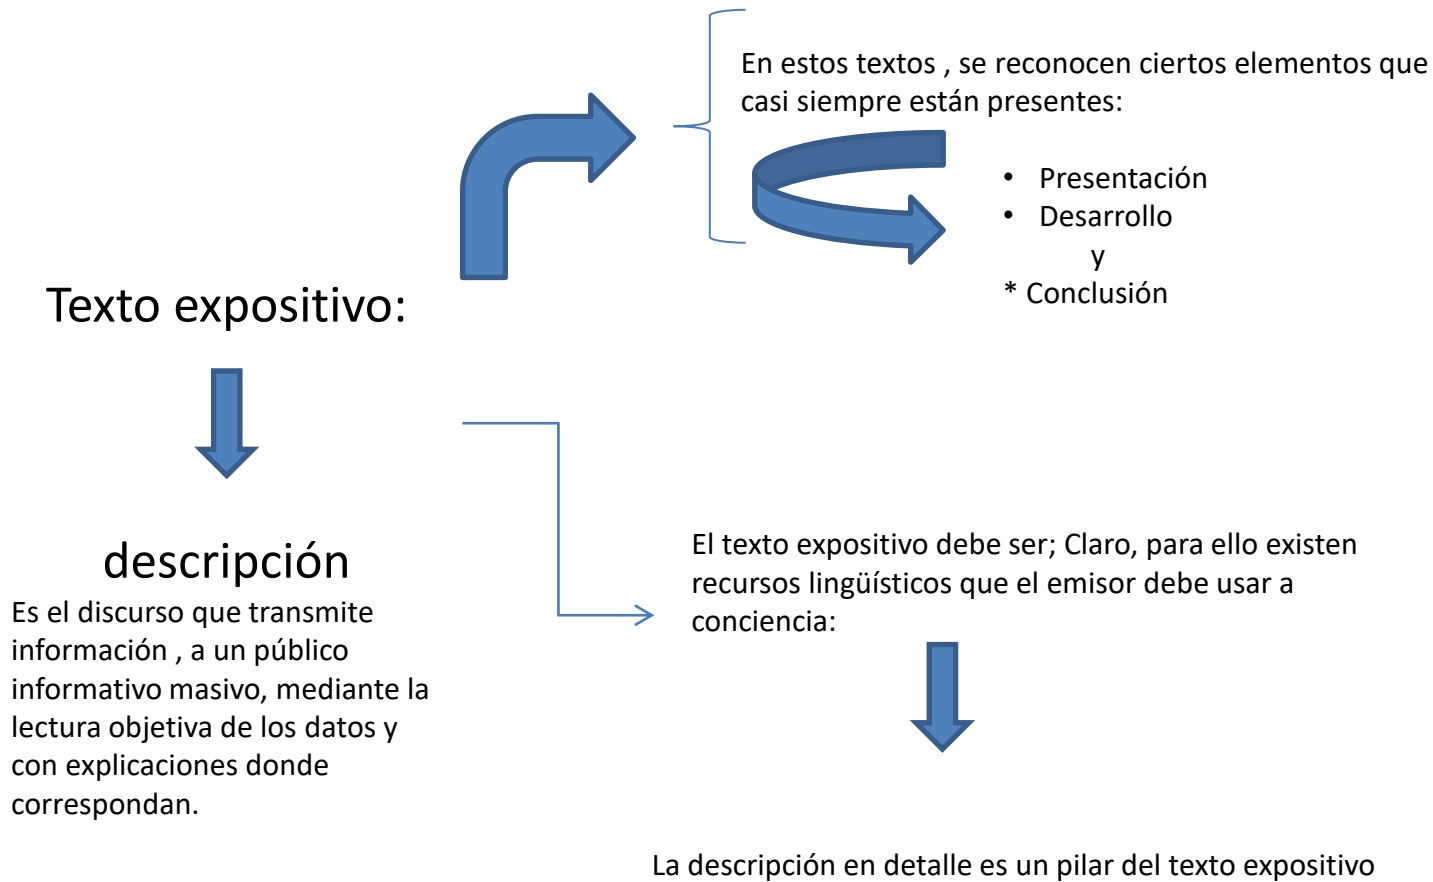 En estos textos , se reconocen ciertos elementos que
casi siempre están presentes:
• Presentación
• Desarrollo
y
* Conclusión
Texto expositivo:
descripción
Es el discurso que transmite
información , a un público
informativo masivo, mediante la
lectura objetiva de los datos y
con explicaciones donde
correspondan.
El texto expositivo debe ser; Claro, para ello existen
recursos lingüísticos que el emisor debe usar a
conciencia:
La descripción en detalle es un pilar del texto expositivo